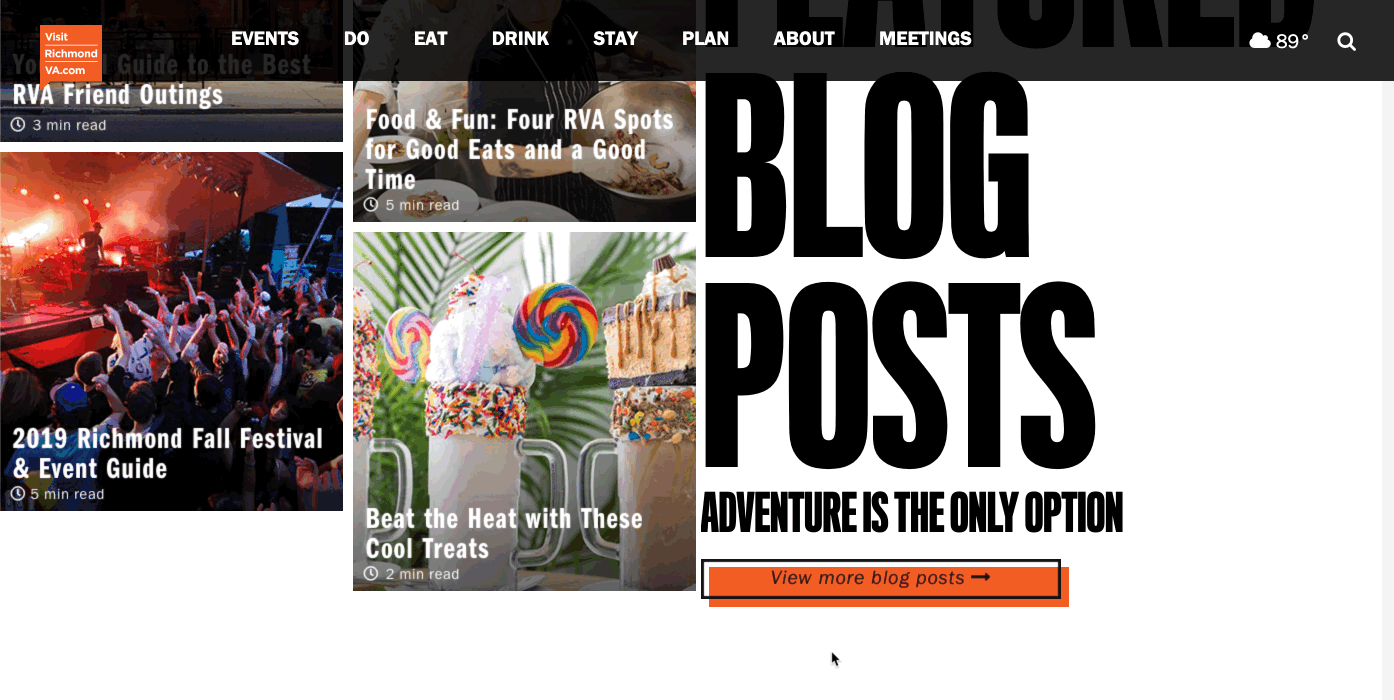 Visit
Richmond
VA.com
EVENTS DO EAT DRINK STAY PLAN ABOUT MEETINGS
89°
Guide to the Best
RVA Friend Outings
3 min read
2019 Richmond Fall Festival
& Event Guide
5 min read
Food & Fun: Four RVA Spots
for Good Eats and a Good
Time
5 min read
Beat the Heat with These
Cool Treats
2 min read
FEATURED
BLOG
POSTS
ADVENTURE IS THE ONLY OPTION
View more blog posts